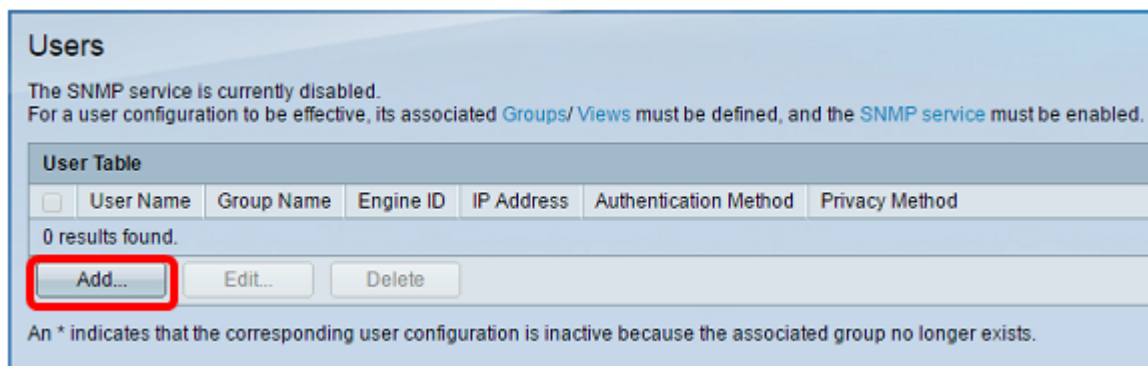 Users
The SNMP service is currently disabled.
For a user configuration to be effective, its associated Groups/ Views must be defined, and the SNMP service must be enabled.
User Table
User Name Group Name Engine ID IP Address Authentication Method Privacy Method
0 results found.
Add... Edit... Delete
An * indicates that the corresponding user configuration is inactive because the associated group no longer exists.